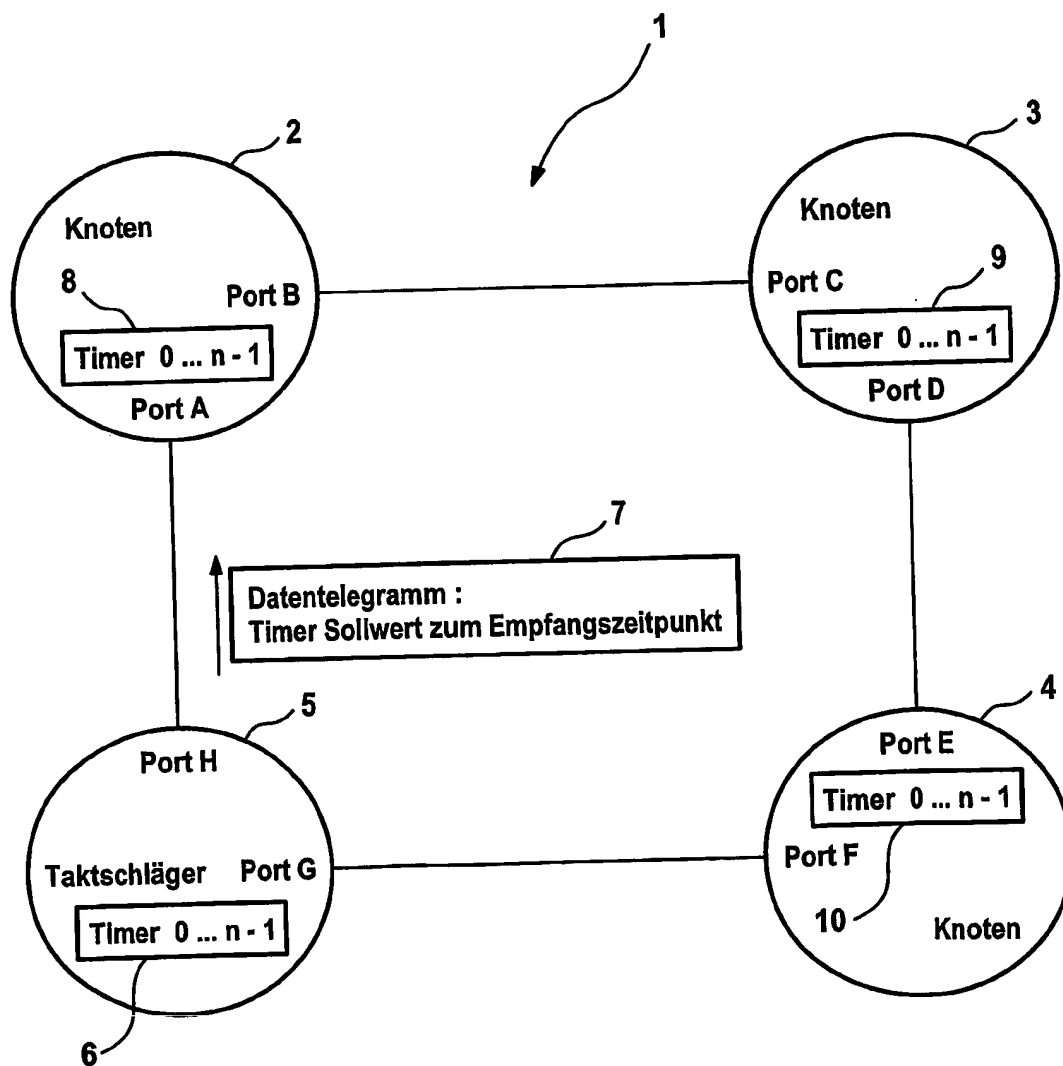 1
2
3
Knoten
Knoten
8
9
Port B
Port C
Timer 0 ... n - 1
Timer 0 ... n - 1
Port A
Port D
7
Datentelegramm :
Timer Sollwert zum Empfangszeitpunkt
5
4
Port H
Port E
Timer 0 ... n - 1
Taktschläger
Port G
Port F
Timer 0 ... n - 1
10
Knoten
6